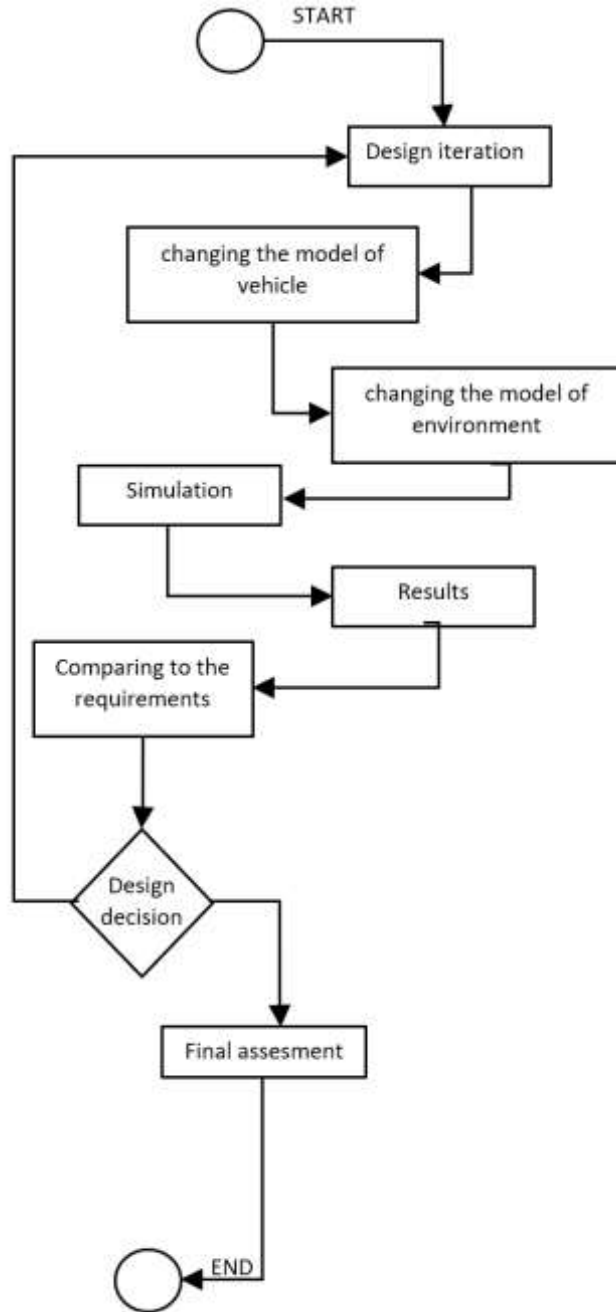 START
Design iteration
changing the model of
vehicle
changing the model of
environment
Simulation
Results
Comparing to the
requirements
Design
decision
Final assesment
END